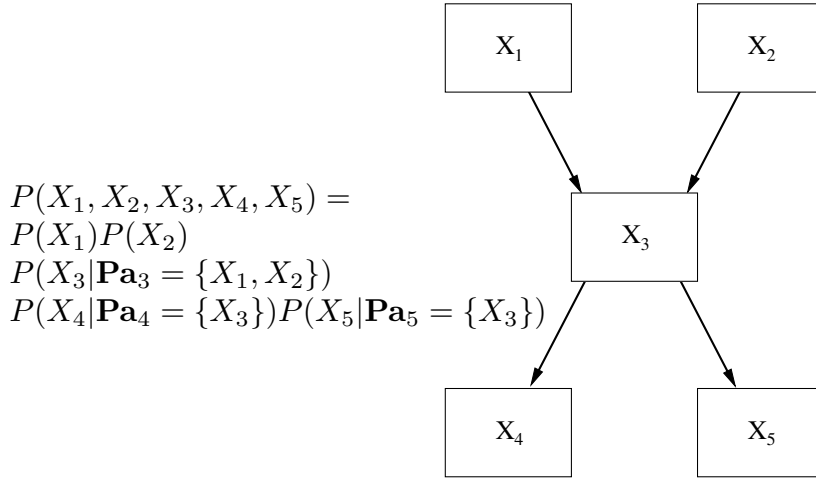 X₁ X₂
P(X₁, X₂, X₃, X₄, X₅) =
P(X₁)P(X₂)
X₃
P(X₃|Pa₃ = {X₁, X₂})
P(X₄|Pa₄ = {X₃})P(X₅|Pa₅ = {X₃})
X₄ X₅